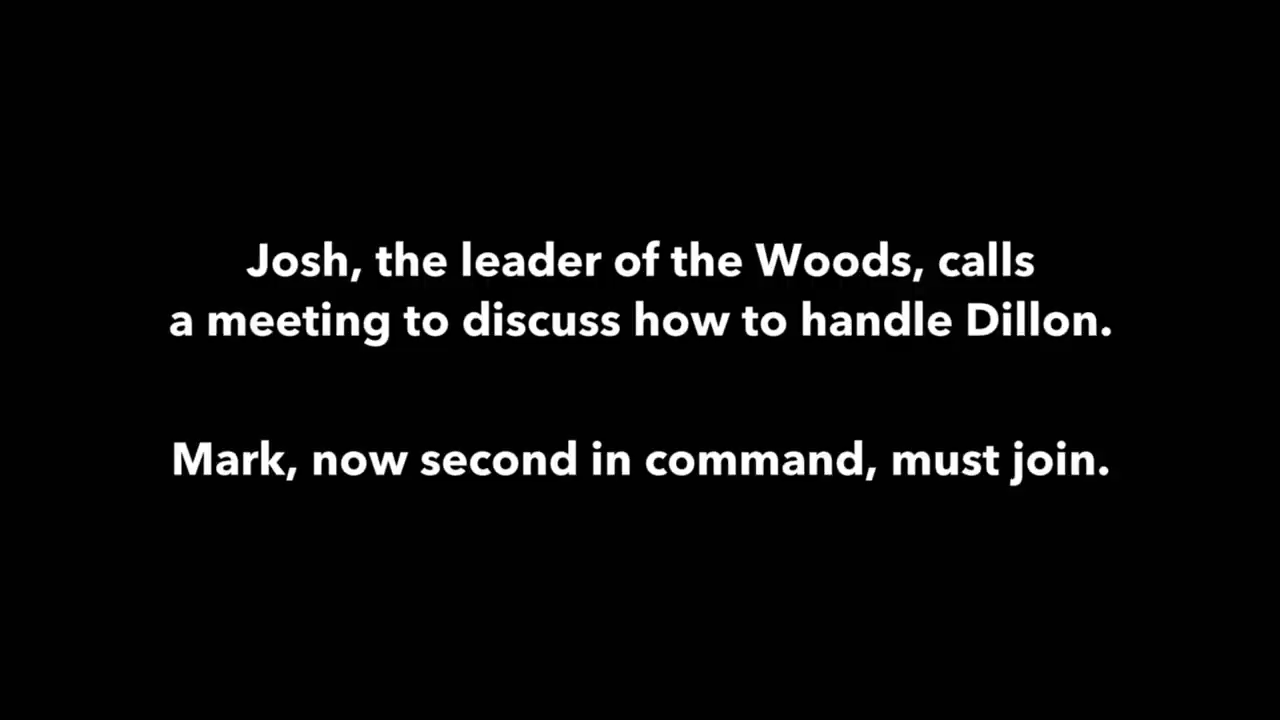 Josh, the leader of the Woods, calls
a meeting to discuss how to handle Dillon.
Mark, now second in command, must join.